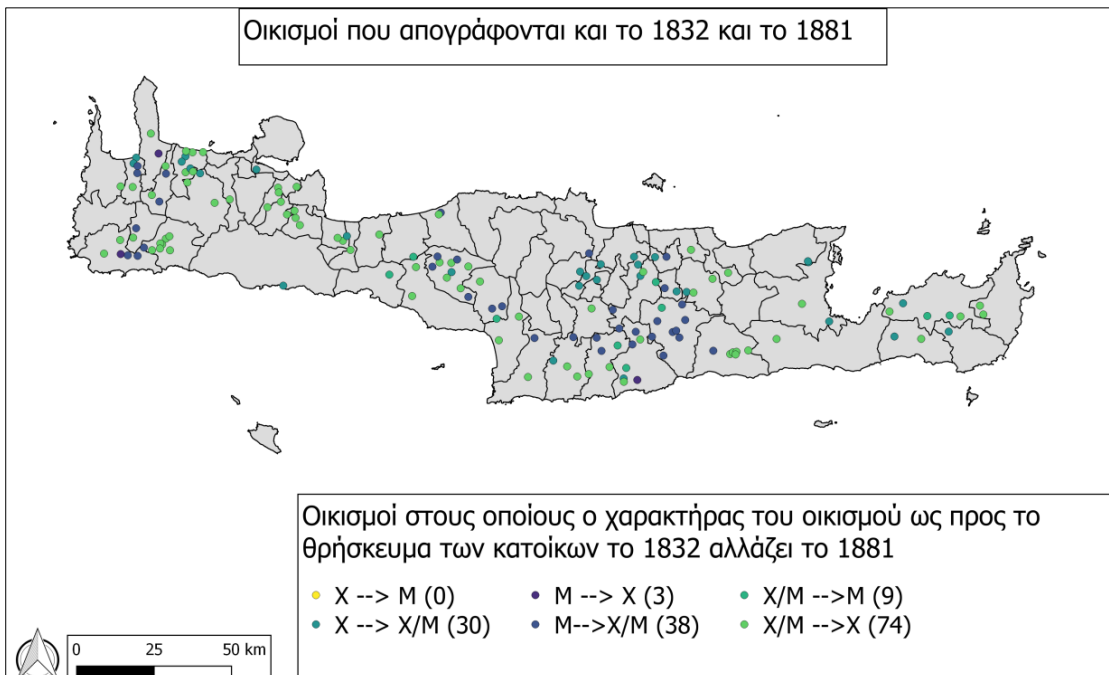 Οικισμοί που απογράφονται και το 1832 και το 1881
Οικισμοί στους οποίους ο χαρακτήρας του οικισμού ως προς το
θρήσκευμα των κατοίκων το 1832 αλλάζει το 1881
Χ --> Μ (0) Μ --> Χ (3) Χ/Μ -->Μ (9)
Χ --> Χ/Μ (30) Μ-->Χ/Μ (38) Χ/Μ -->Χ (74)
0 25 50 km